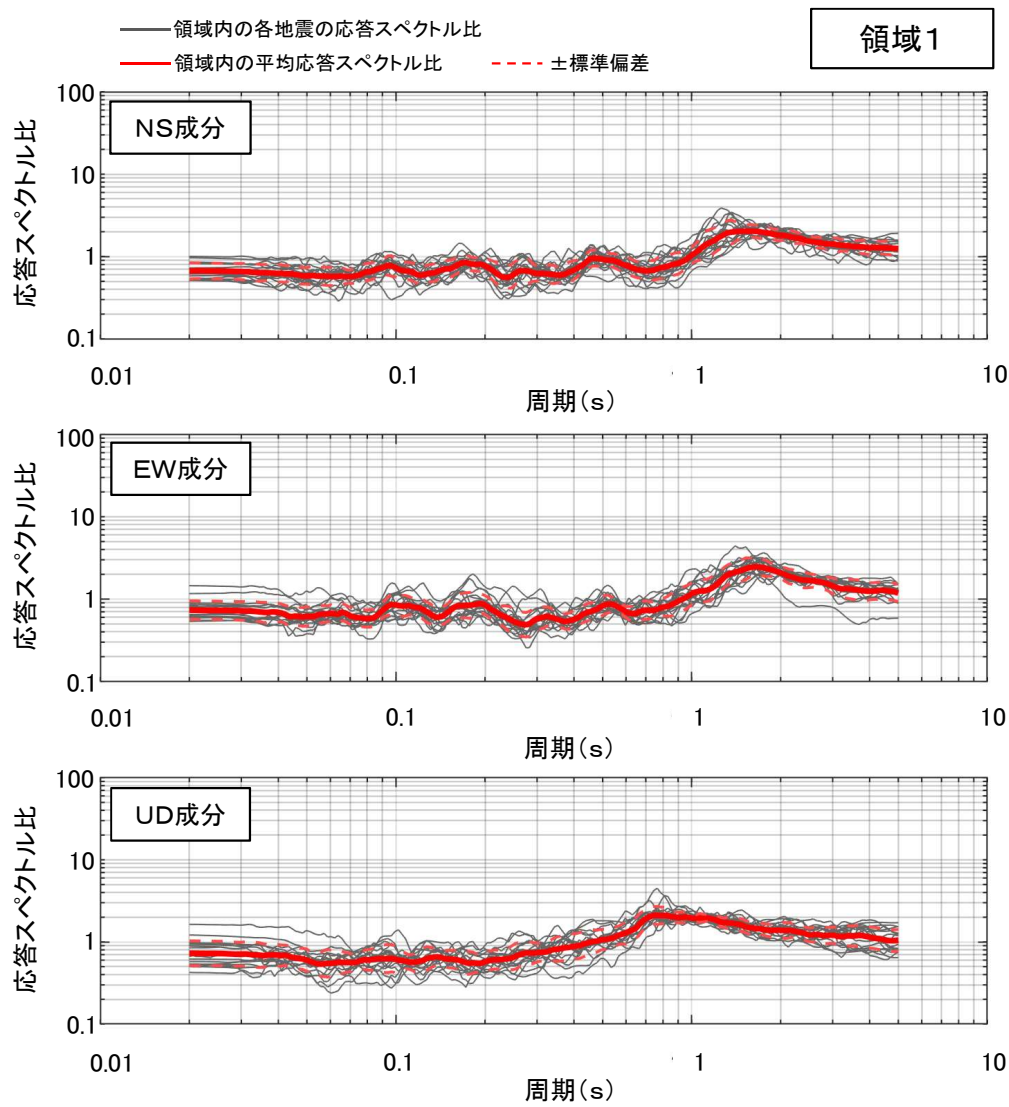 領域内の各地震の応答スペクトル比
領域1
領域内の平均応答スペクトル比 ±標準偏差
NS成分
応答スペクトル比
100
10
1
0.1
0.01 0.1 1 10
周期(s)
EW成分
応答スペクトル比
100
10
1
0.1
0.01 0.1 1 10
周期(s)
UD成分
応答スペクトル比
100
10
1
0.1
0.01 0.1 1 10
周期(s)